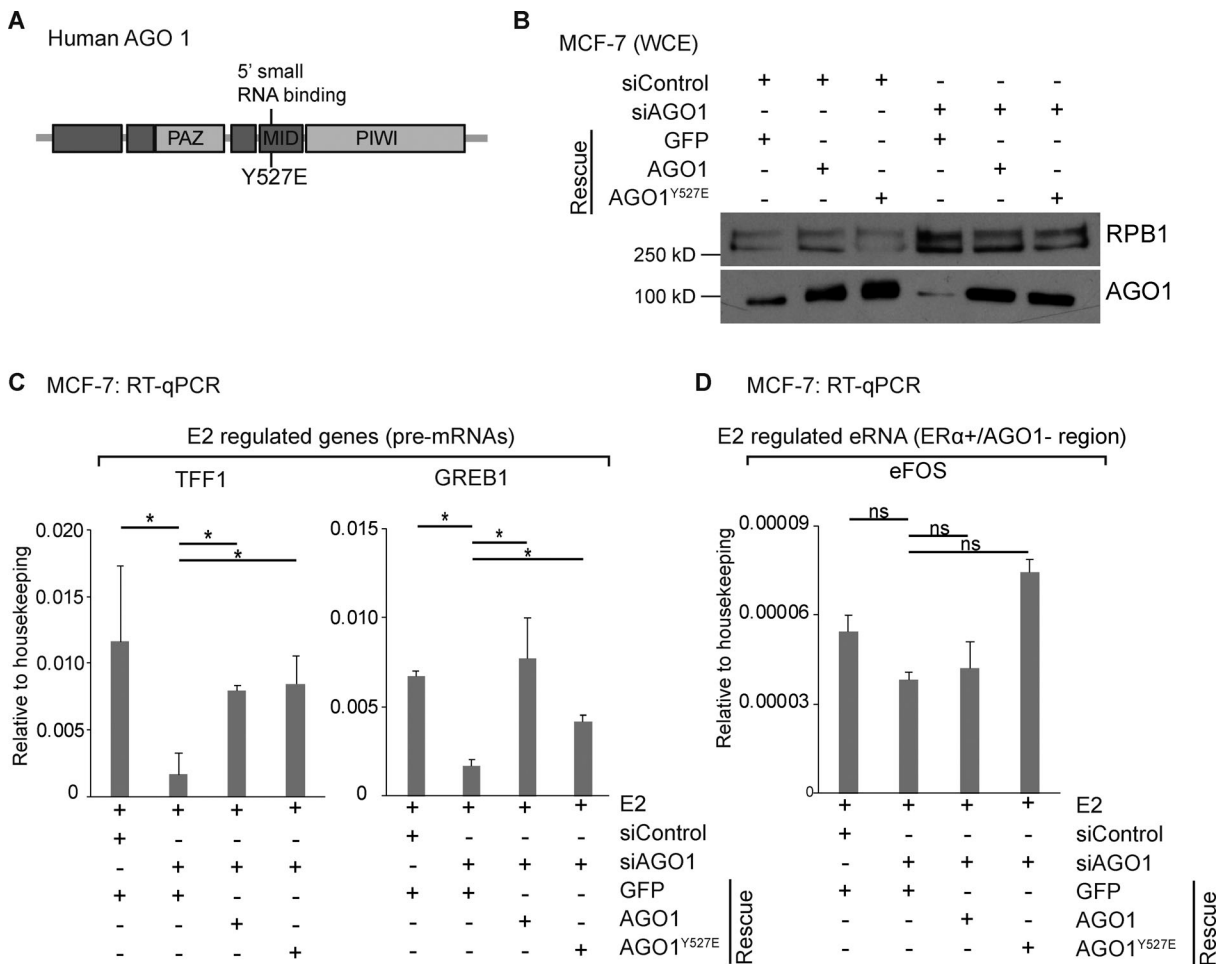 A
Human AGO 1
5' small
RNA binding
PAZ
MID
PIWI
Y527E
B
MCF-7 (WCE)
siControl + + + - - -
siAGO1 - - - + + +
GFP + - - + - -
AGO1 - + - - + -
AGO1Y527E - - + - - +
Rescue
RPB1
250 kD
AGO1
100 kD
C MCF-7: RT-qPCR
E2 regulated genes (pre-mRNAs)
TFF1
GREB1
Relative to housekeeping
0.020
0.015
0.010
0.005
0
* * *
0.015
0.010
0.005
0
* * *
+ + + + + + + + E2
+ - - - + - - - siControl
- + + + - + + + siAGO1
+ + - - + + - - GFP
- - + - - - + - AGO1
- - - + - - - + AGO1Y527E
Rescue
D MCF-7: RT-qPCR
E2 regulated eRNA (ERα+/AGO1- region)
eFOS
Relative to housekeeping
0.00009
0.00006
0.00003
0
ns
ns
ns
+ + + + E2
+ - - - siControl
- + + + siAGO1
+ + - - GFP
- - + - AGO1
- - - + AGO1Y527E
Rescue